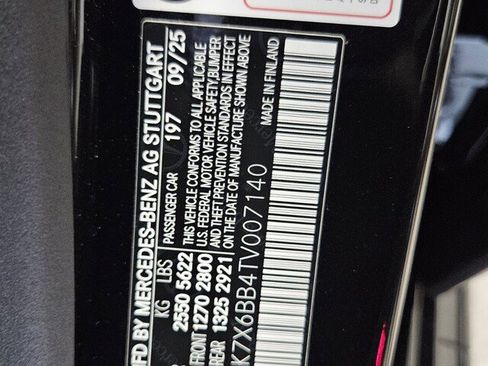 MFD BY MERCEDES-BENZ AG STUTTGART
PASSENGER CAR 197 09/25
KG LBS
2550 5622
FRONT 1270 2800
REAR 1325 2921
THIS VEHICLE CONFORMS TO ALL APPLICABLE
U.S. FEDERAL MOTOR VEHICLE SAFETY, BUMPER
AND THEFT PREVENTION STANDARDS IN EFFECT
ON THE DATE OF MANUFACTURE SHOWN ABOVE
K7X6BB4TV007140
MADE IN FINLAND